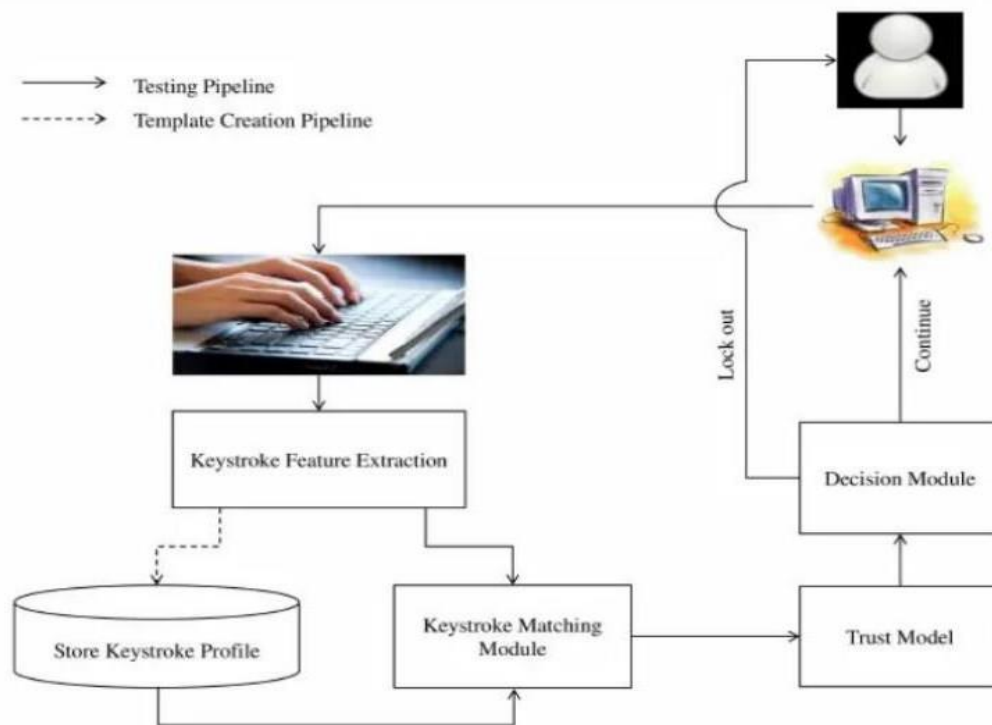 Testing Pipeline
Template Creation Pipeline
Lock out
Continue
Keystroke Feature Extraction
Decision Module
Store Keystroke Profile
Keystroke Matching
Module
Trust Model